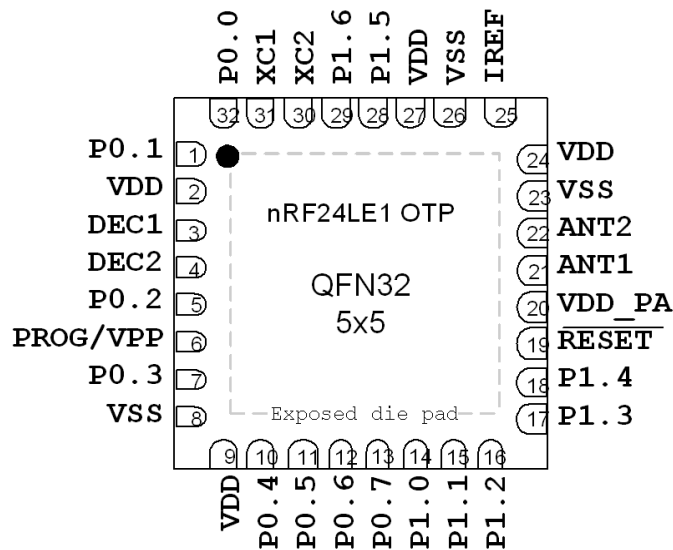 P0.0 XC1 XC2 P1.6 P1.5 VDD VSS IREF
32 31 30 29 28 27 26 25
P0.1 1 24 VDD
VDD 2 23 VSS
DEC1 3 nRF24LE1 OTP 22 ANT2
DEC2 4 21 ANT1
QFN32
P0.2 5 20 VDD_PA
5x5
PROG/VPP 6 19 RESET
P0.3 7 18 P1.4
VSS 8 Exposed die pad 17 P1.3
9 10 11 12 13 14 15 16
VDD P0.4 P0.5 P0.6 P0.7 P1.0 P1.1 P1.2